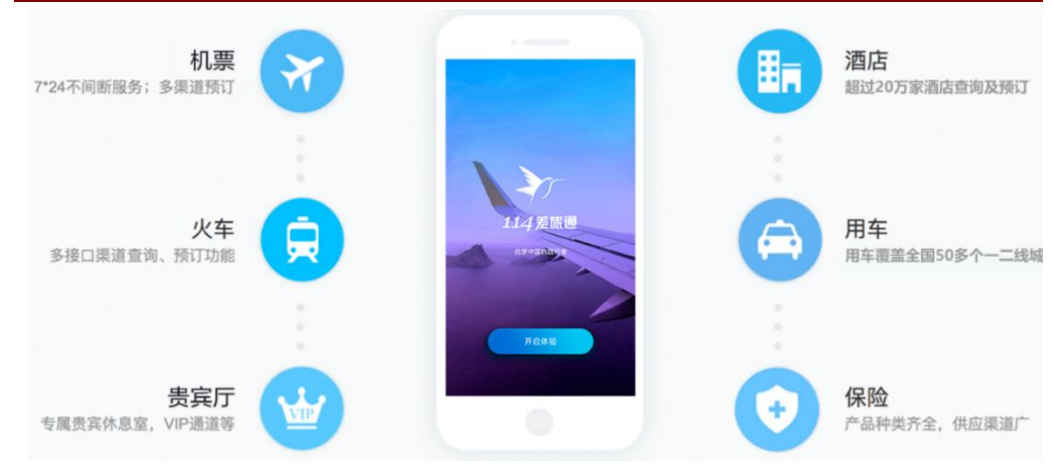 机票
7*24不间断服务；多渠道预订
火车
多接口渠道查询、预订功能
贵宾厅
专属贵宾休息室，VIP通道等
VIP
114差旅通
开启体验
酒店
超过20万家酒店查询及预订
用车
用车覆盖全国50多个一二线城
保险
产品种类齐全，供应渠道广